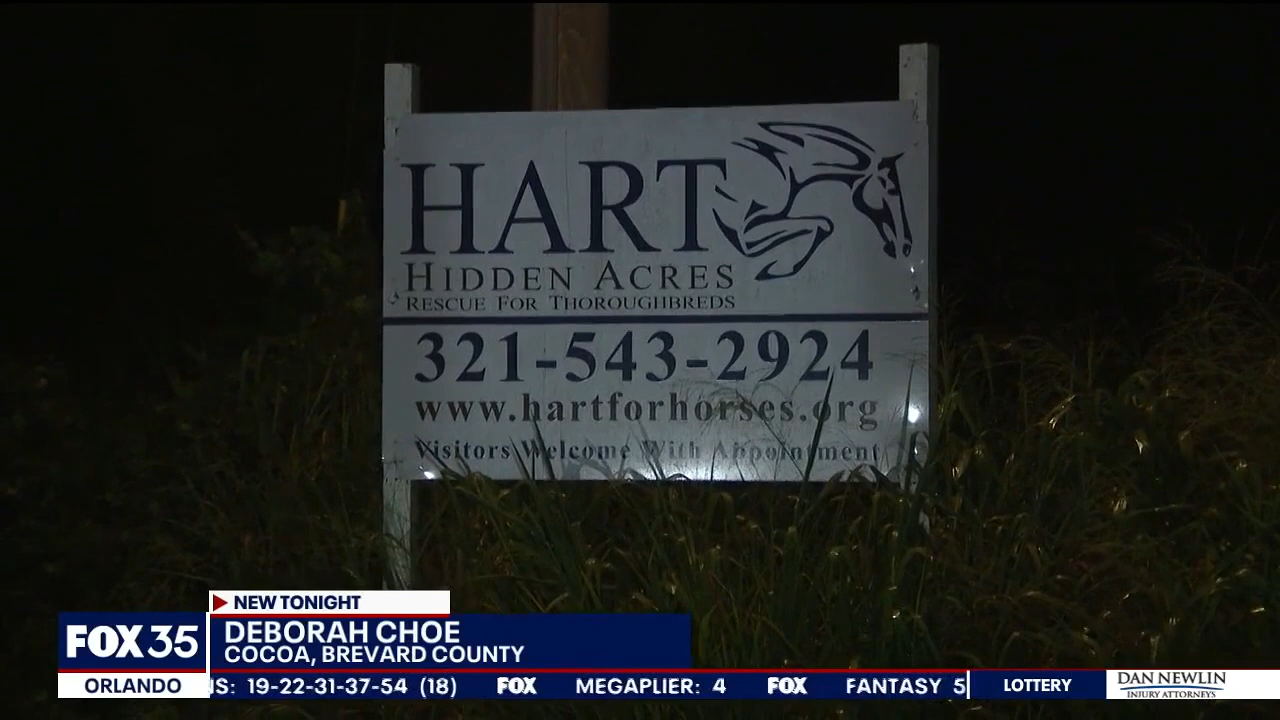 HART
HIDDEN ACRES
RESCUE FOR THOROUGHBREDS
321-543-2924
www.hartforhorses.org
Visitors Welcome With Appointment
NEW TONIGHT
FOX 35
DEBORAH CHOE
COCOA, BREVARD COUNTY
ORLANDO
19-22-31-37-54 (18) FOX MEGAPLIER: 4 FOX FANTASY 5
LOTTERY
DAN NEWLIN
INJURY ATTORNEYS